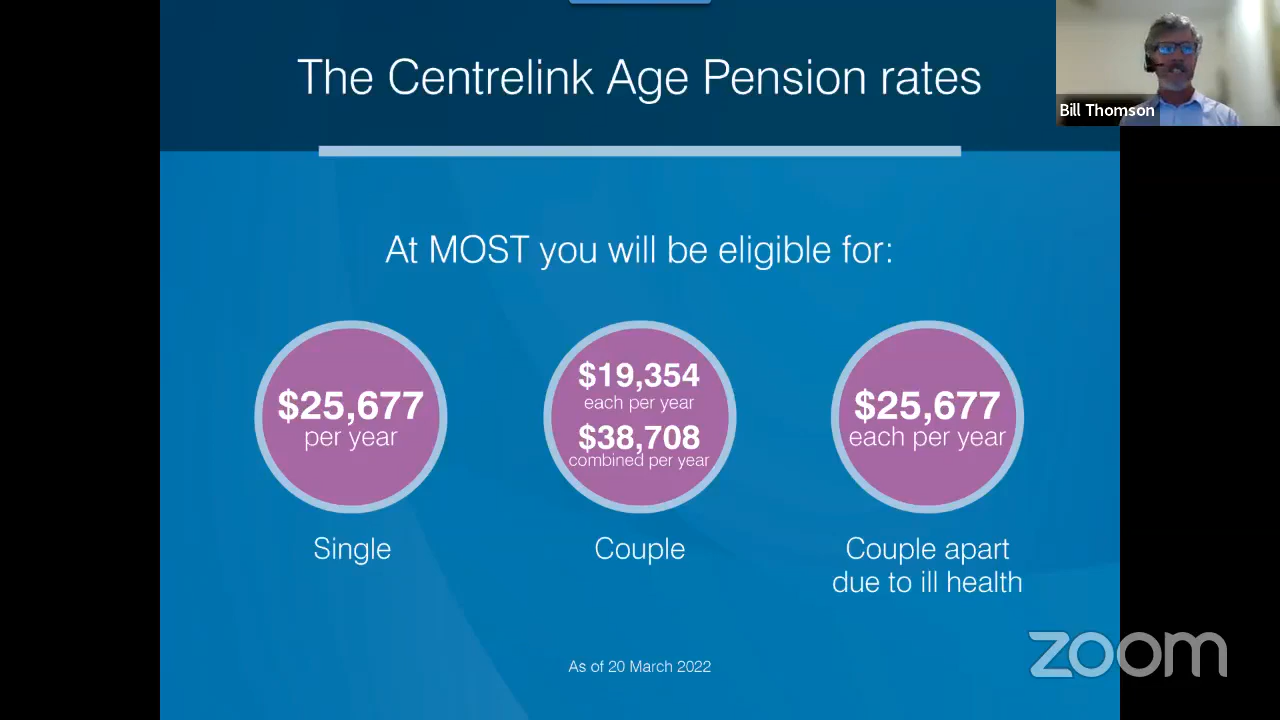 The Centrelink Age Pension rates
Bill Thomson
At MOST you will be eligible for:
$25,677
per year
Single
$19,354
each per year
$38,708
combined per year
Couple
$25,677
each per year
Couple apart
due to ill health
As of 20 March 2022
zoom